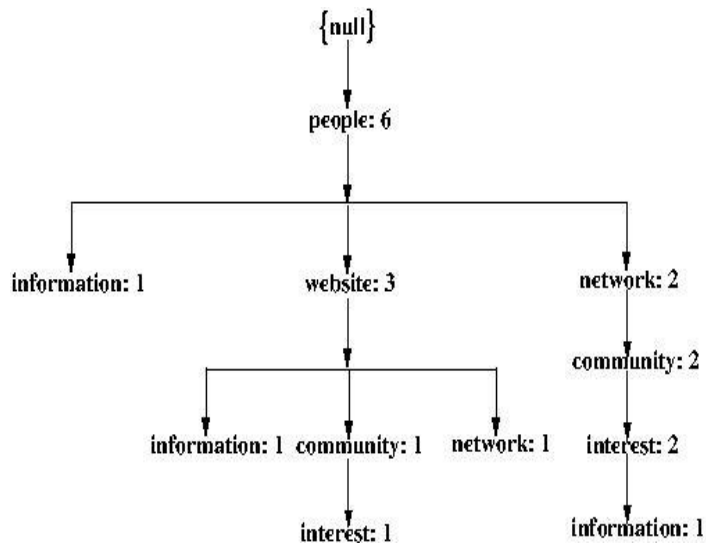 {null}
people: 6
information: 1
website: 3
network: 2
community: 2
information: 1
community: 1
network: 1
interest: 2
interest: 1
information: 1